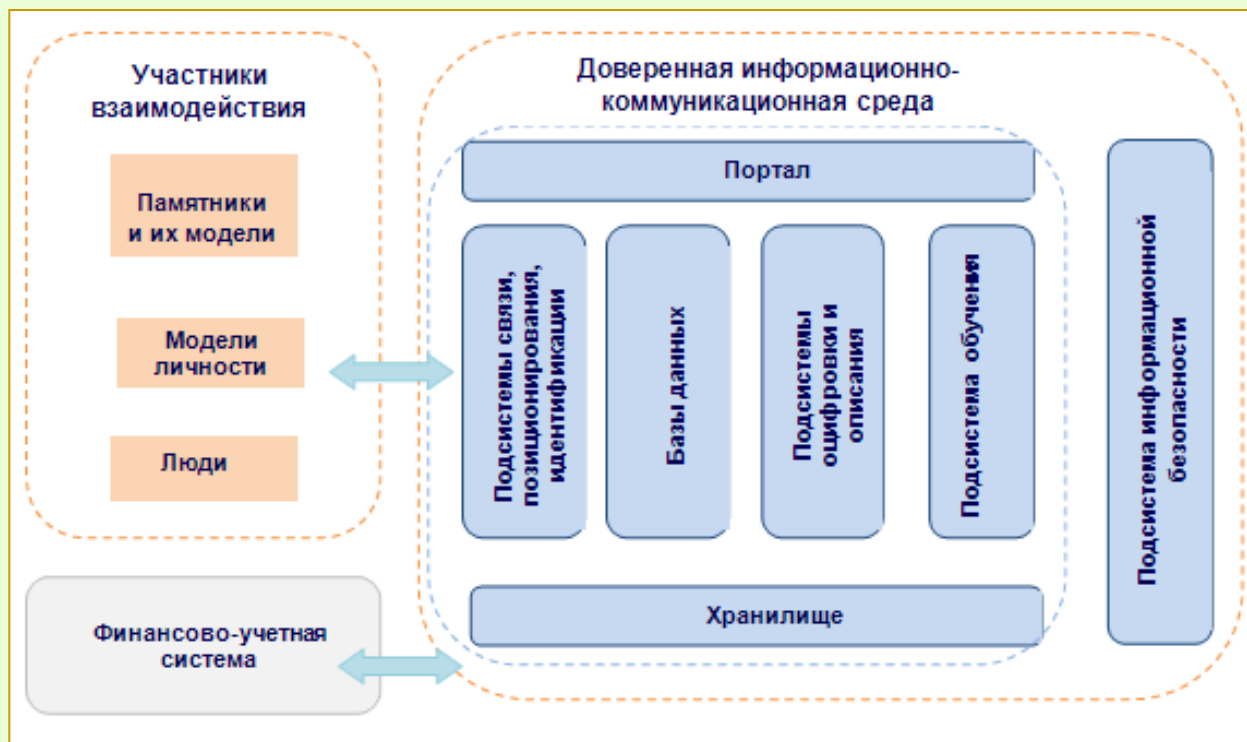 Участники
взаимодействия
Памятники
и их модели
Модели
личности
Люди
Финансово-учетная
система
Доверенная информационно-
коммуникационная среда
Портал
Подсистемы связи,
позиционирования,
идентификации
Базы данных
Подсистемы
оцифровки и
описания
Подсистема обучения
Хранилище
Подсистема информационной
безопасности